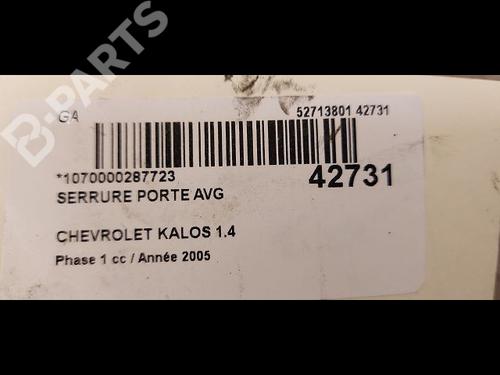 B-PARTS
GA
52713801 42731
*1070000287723
42731
SERRURE PORTE AVG
CHEVROLET KALOS 1.4
Phase 1 cc / Année 2005